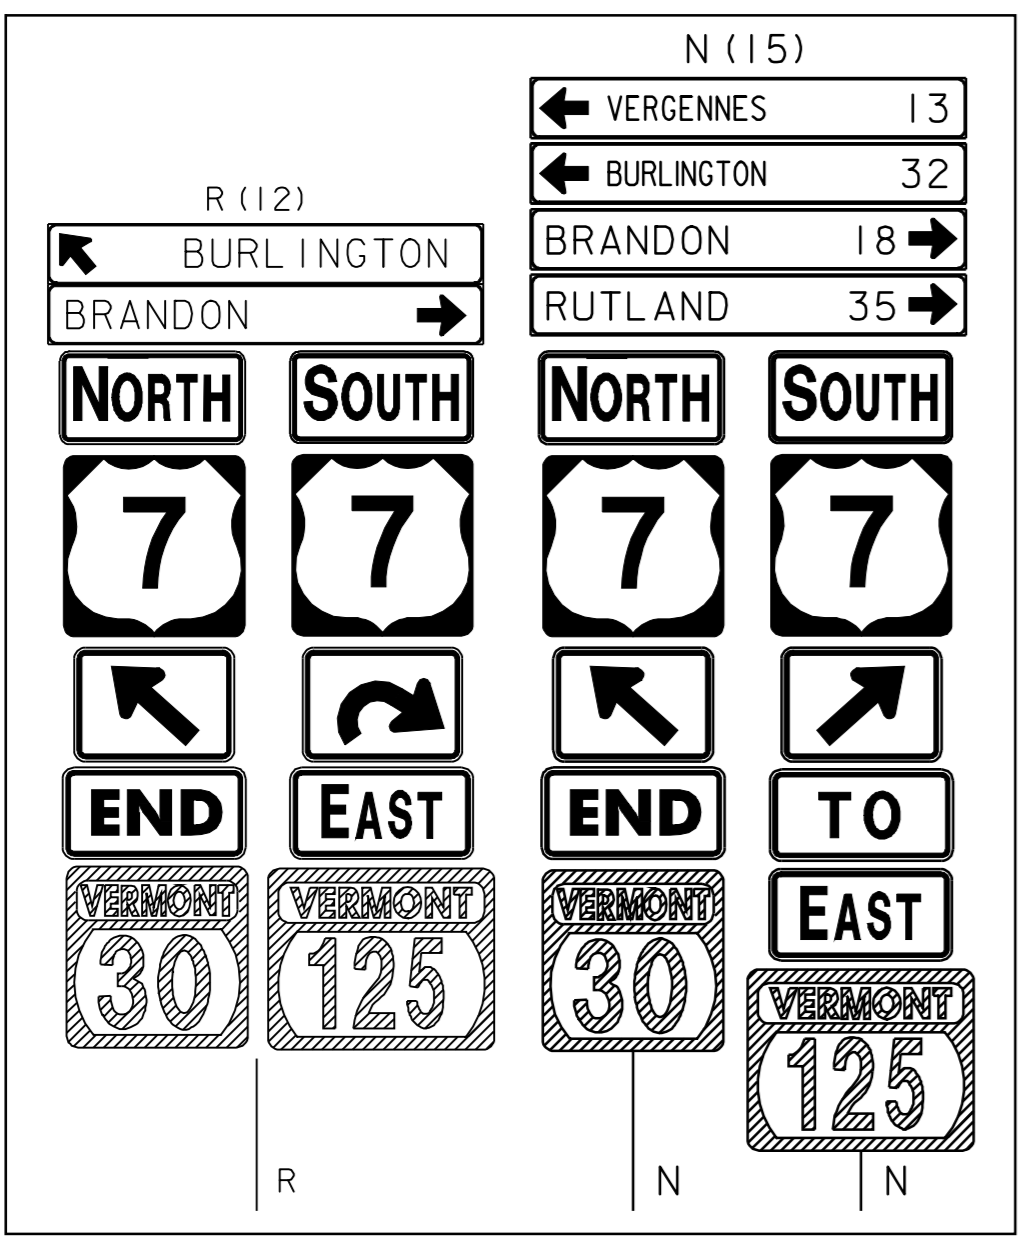 R (12)
BURLINGTON
BRANDON
NORTH
SOUTH
7
7
END
EAST
VERMONT
30
VERMONT
125
R
N (15)
VERGENNES 13
BURLINGTON 32
BRANDON 18
RUTLAND 35
NORTH
SOUTH
7
7
END
TO
EAST
VERMONT
30
VERMONT
125
N
N